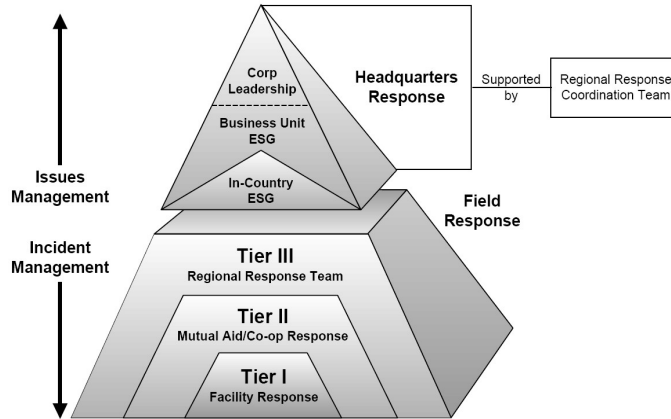 Corp
Leadership
Business Unit
ESG
In-Country
ESG
Headquarters
Response
Supported
by
Regional Response
Coordination Team
Issues
Management
Incident
Management
Field
Response
Tier III
Regional Response Team
Tier II
Mutual Aid/Co-op Response
Tier I
Facility Response